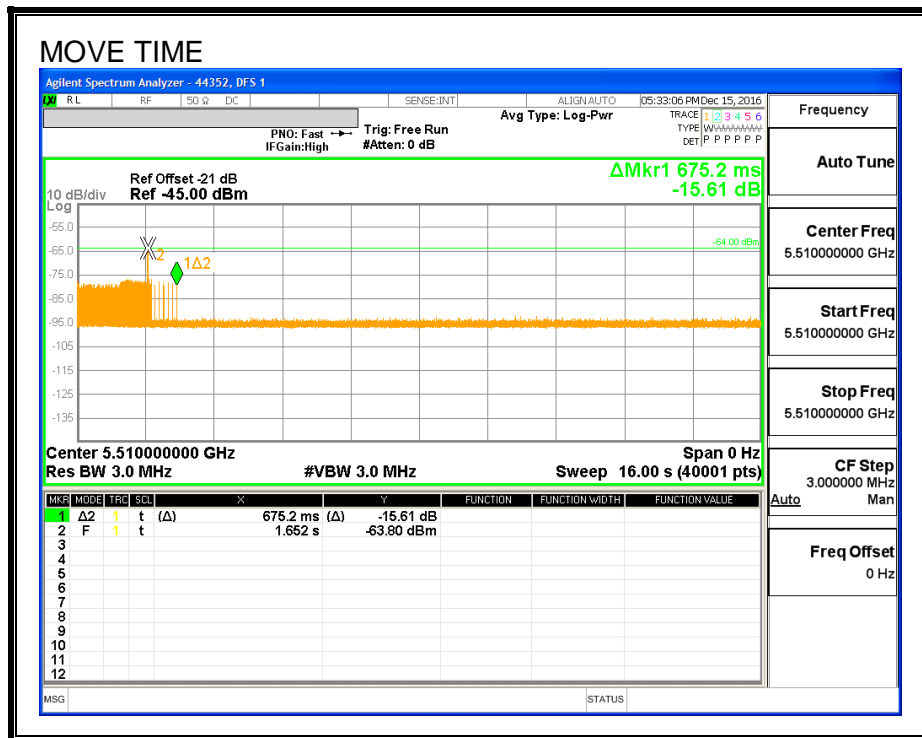 MOVE TIME
Agilent Spectrum Analyzer - 44352, DFS 1
LXI RL RF 50 Ω DC SENSE:INT ALIGN AUTO 05:33:06 PM Dec 15, 2016
Avg Type: Log-Pwr TRACE 1 2 3 4 5 6
PNO: Fast Trig: Free Run TYPE W
IFGain:High #Atten: 0 dB DET P P P P P P
ΔMkr1 675.2 ms
-15.61 dB
Ref Offset -21 dB
10 dB/div Ref -45.00 dBm
Log
-55.0
-64.00 dBm
-65.0
2
1Δ2
-75.0
-85.0
-95.0
-105
-115
-125
-135
Center 5.510000000 GHz Span 0 Hz
Res BW 3.0 MHz #VBW 3.0 MHz Sweep 16.00 s (40001 pts)
MKR MODE TRC SCL X Y FUNCTION FUNCTION WIDTH FUNCTION VALUE
1 Δ2 1 t (Δ) 675.2 ms (Δ) -15.61 dB
2 F 1 t 1.652 s -63.80 dBm
3
4
5
6
7
8
9
10
11
12
MSG STATUS
Frequency
Auto Tune
Center Freq
5.510000000 GHz
Start Freq
5.510000000 GHz
Stop Freq
5.510000000 GHz
CF Step
3.000000 MHz
Auto Man
Freq Offset
0 Hz